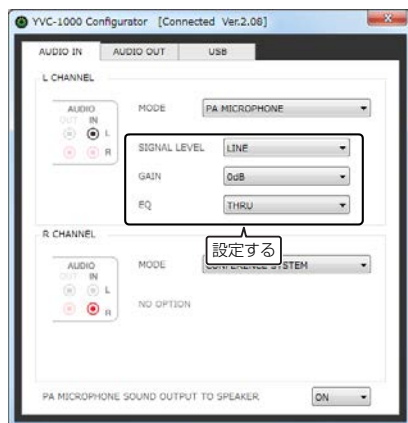 YVC-1000 Configurator [Connected Ver.2.08]
AUDIO IN AUDIO OUT USB
L CHANNEL
AUDIO
OUT IN
L
R
MODE PA MICROPHONE
SIGNAL LEVEL LINE
GAIN 0dB
EQ THRU
設定する
R CHANNEL
AUDIO
OUT IN
L
R
MODE CONFERENCE SYSTEM
NO OPTION
PA MICROPHONE SOUND OUTPUT TO SPEAKER ON